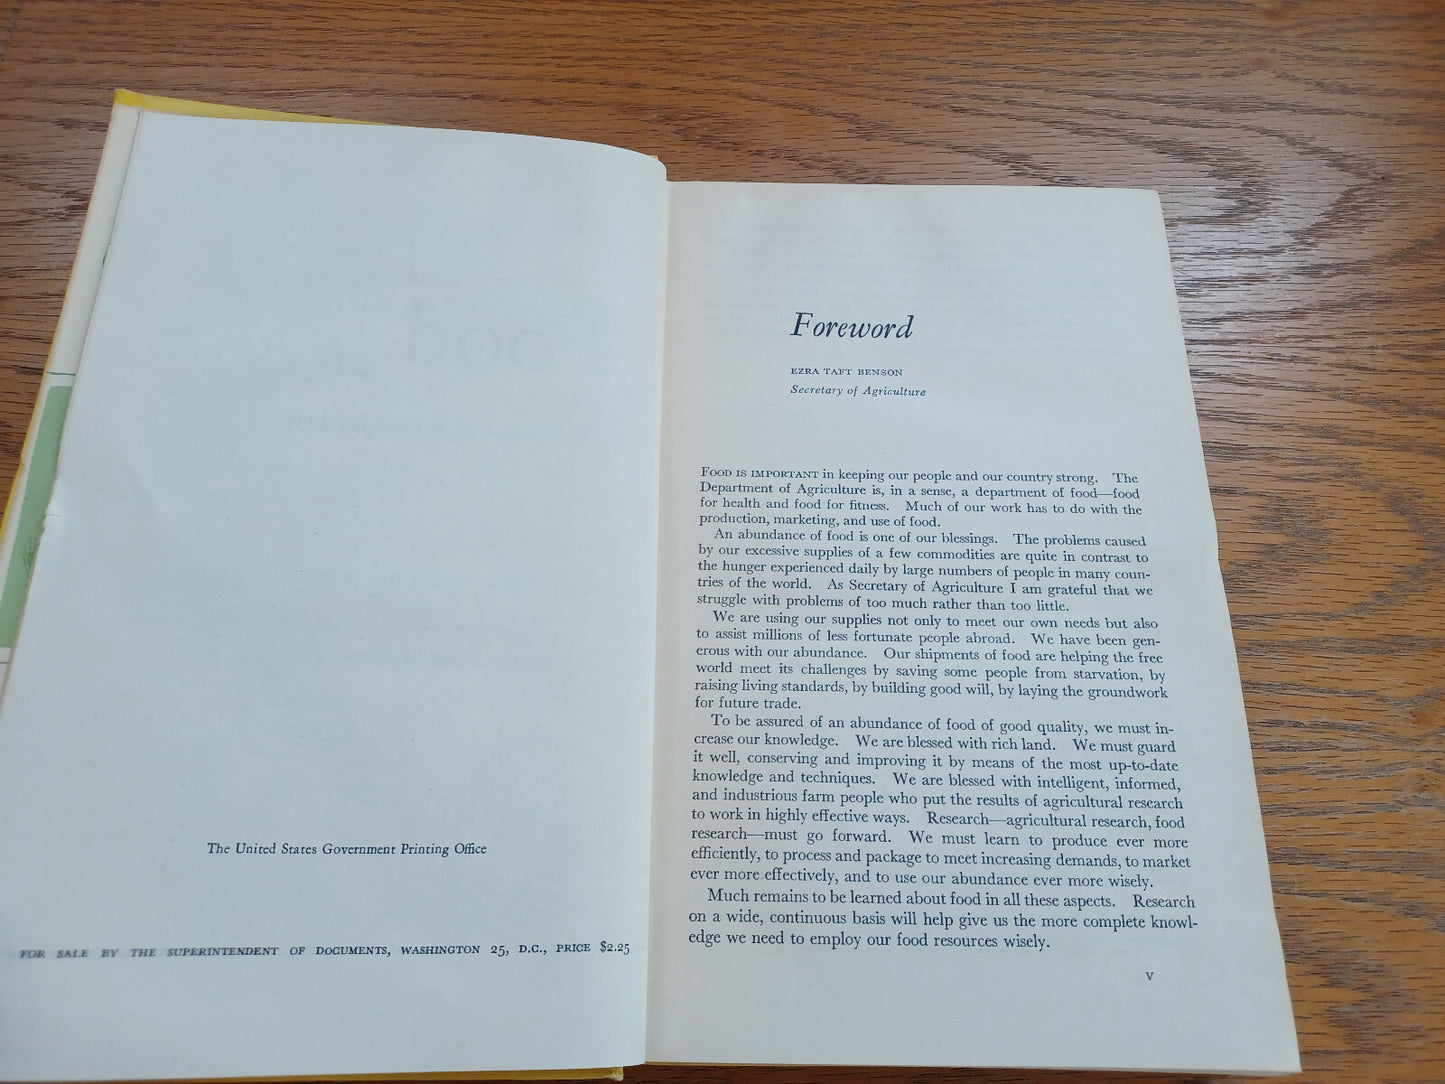 The United States Government Printing Office
FOR SALE BY THE SUPERINTENDENT OF DOCUMENTS, WASHINGTON 25, D.C., PRICE $2.25
Foreword
EZRA TAFT BENSON
Secretary of Agriculture
FOOD IS IMPORTANT in keeping our people and our country strong. The
Department of Agriculture is, in a sense, a department of food—food
for health and food for fitness. Much of our work has to do with the
production, marketing, and use of food.
An abundance of food is one of our blessings. The problems caused
by our excessive supplies of a few commodities are quite in contrast to
the hunger experienced daily by large numbers of people in many coun-
tries of the world. As Secretary of Agriculture I am grateful that we
struggle with problems of too much rather than too little.
We are using our supplies not only to meet our own needs but also
to assist millions of less fortunate people abroad. We have been gen-
erous with our abundance. Our shipments of food are helping the free
world meet its challenges by saving some people from starvation, by
raising living standards, by building good will, by laying the groundwork
for future trade.
To be assured of an abundance of food of good quality, we must in-
crease our knowledge. We are blessed with rich land. We must guard
it well, conserving and improving it by means of the most up-to-date
knowledge and techniques. We are blessed with intelligent, informed,
and industrious farm people who put the results of agricultural research
to work in highly effective ways. Research—agricultural research, food
research—must go forward. We must learn to produce ever more
efficiently, to process and package to meet increasing demands, to market
ever more effectively, and to use our abundance ever more wisely.
Much remains to be learned about food in all these aspects. Research
on a wide, continuous basis will help give us the more complete knowl-
edge we need to employ our food resources wisely.
V